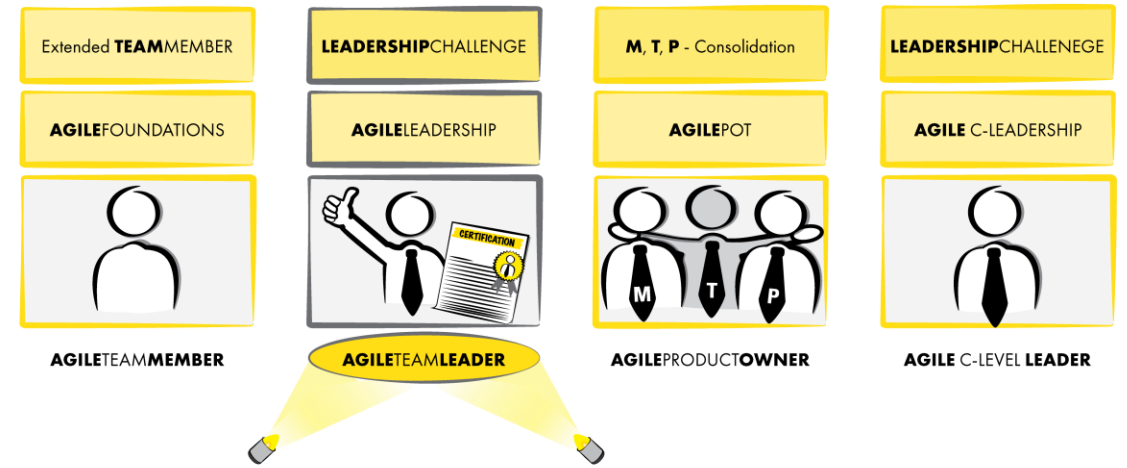 Extended TEAMMEMBER
LEADERSHIPCHALLENGE
M, T, P - Consolidation
LEADERSHIPCHALLENEGE
AGILEFOUNDATIONS
AGILELEADERSHIP
AGILEPOT
AGILE C-LEADERSHIP
CERTIFICATION
M
T
P
AGILETEAMMEMBER
AGILETEAMLEADER
AGILEPRODUCTOWNER
AGILE C-LEVEL LEADER